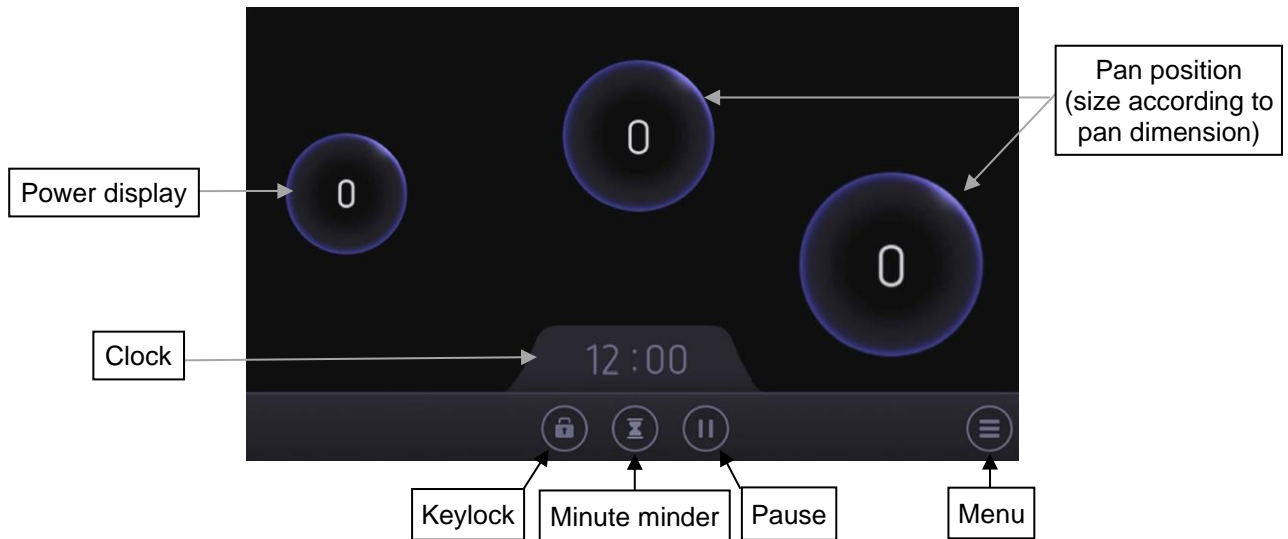 Pan position
(size according to
pan dimension)
0
0
Power display
0
Clock
12:00
Keylock
Minute minder
Pause
Menu